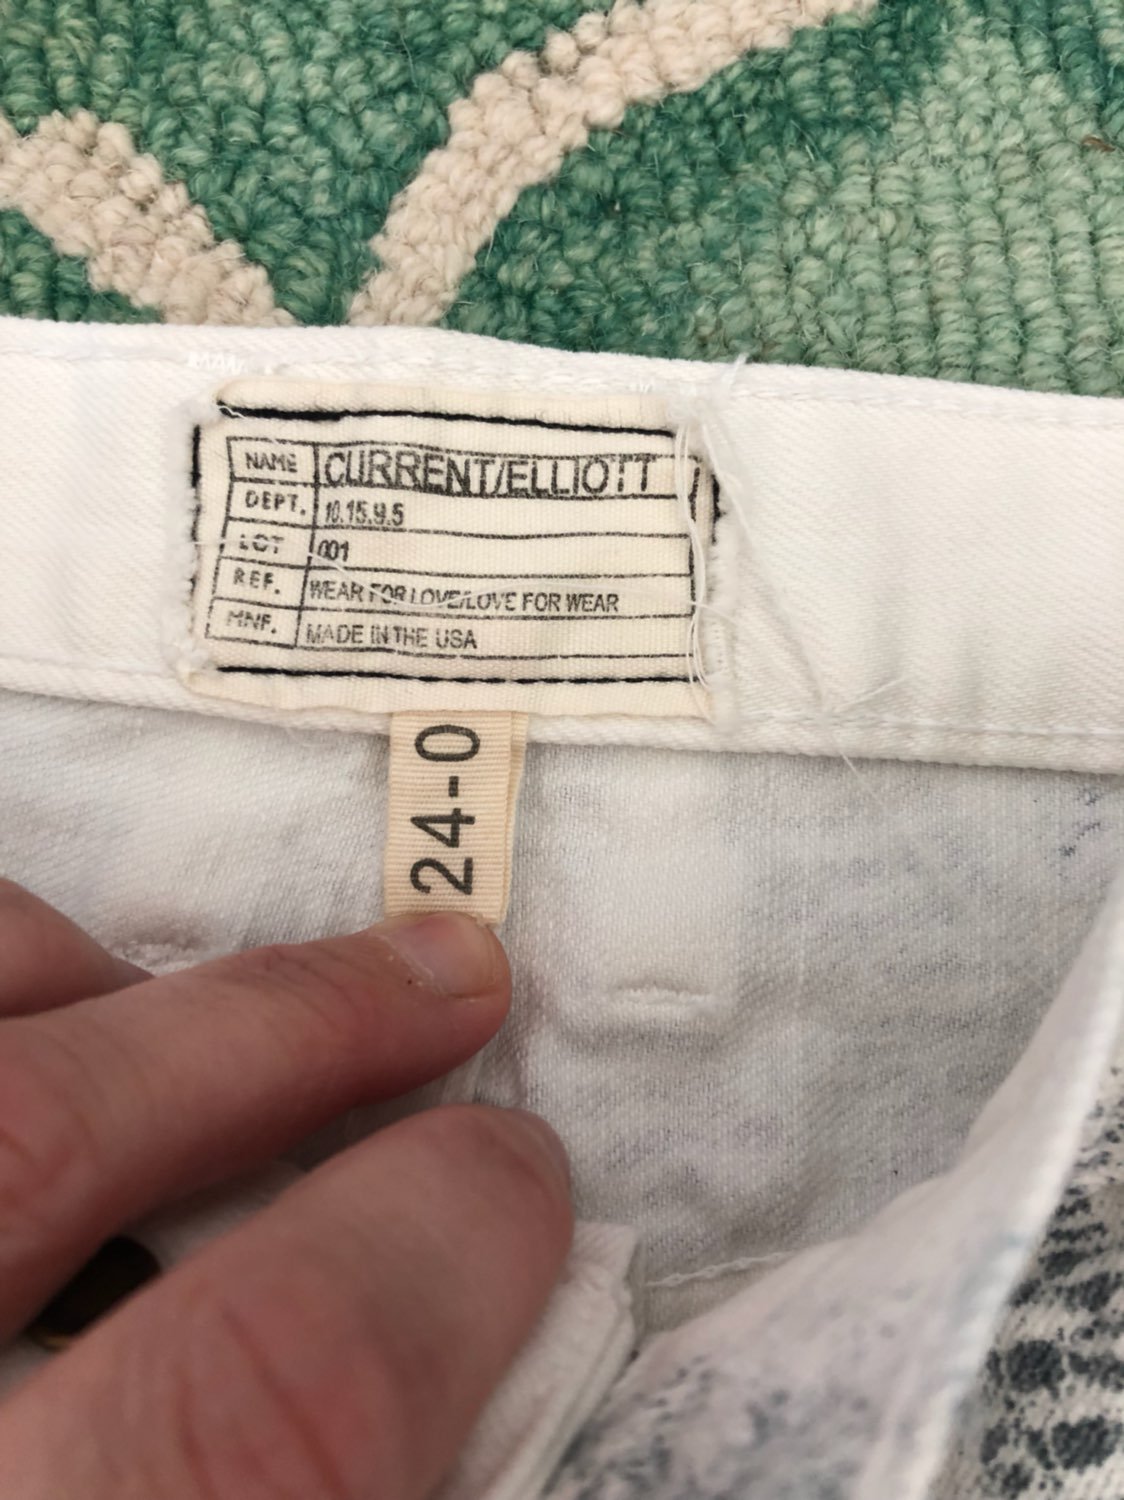 NAME CURRENT/ELLIOTT
DEPT. 10.15.9.5
LOT 001
REF. WEAR FOR LOVE/LOVE FOR WEAR
MNF. MADE IN THE USA
24-0